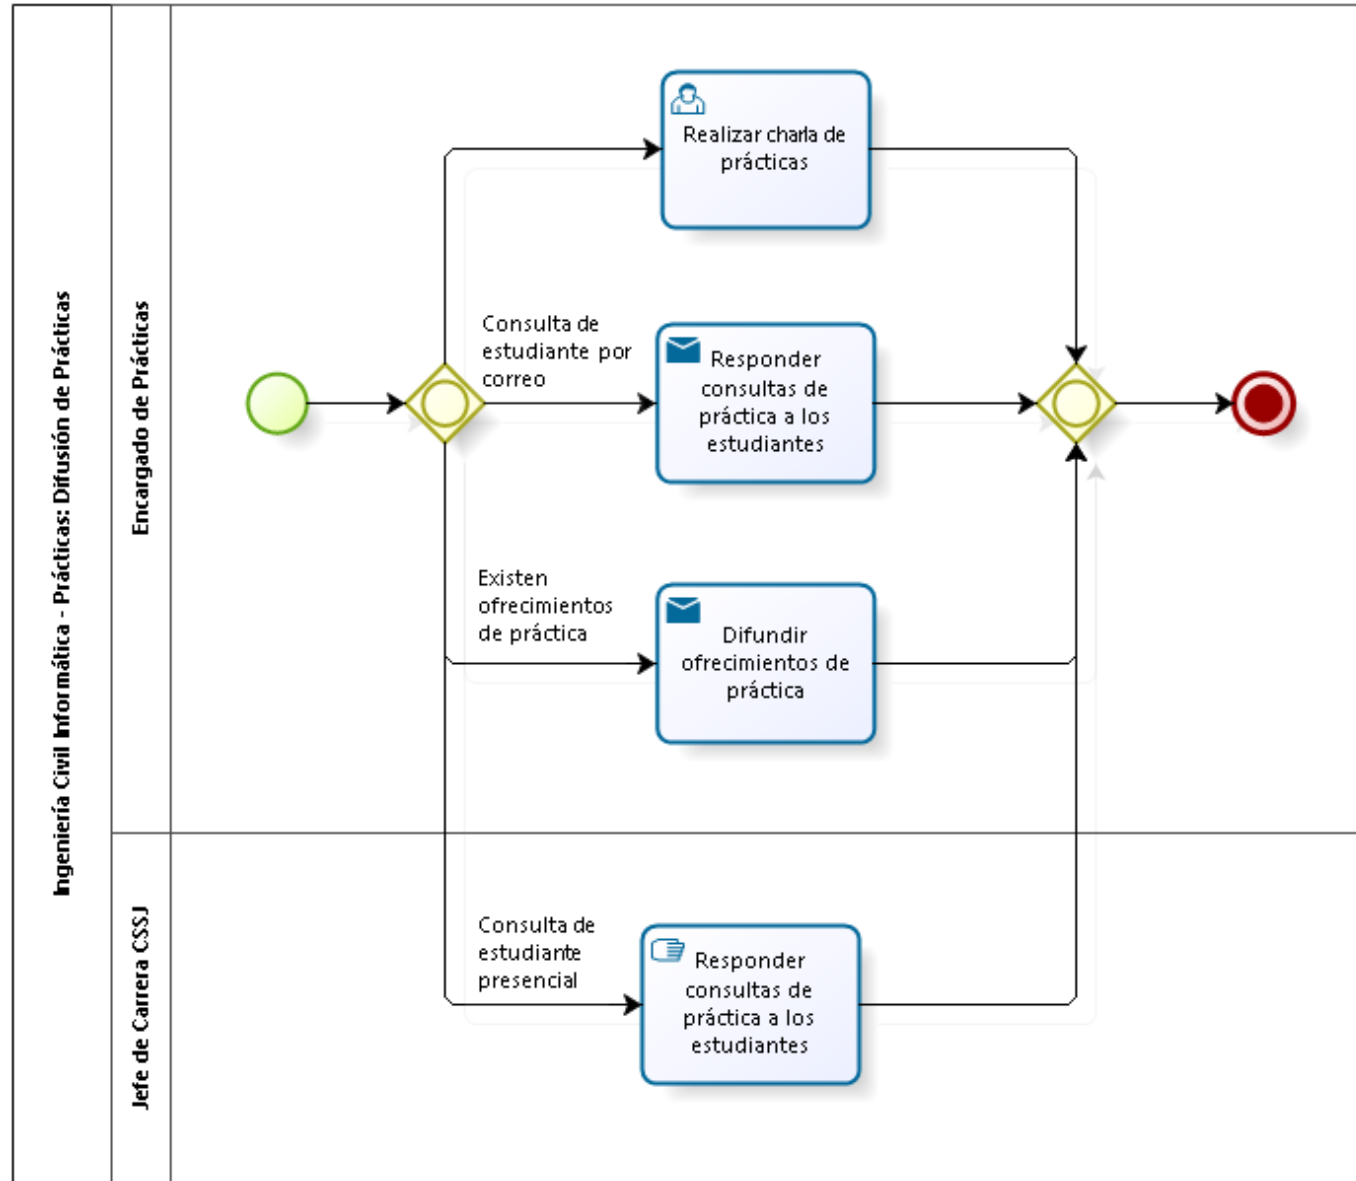 Ingeniería Civil Informática - Prácticas: Difusión de Prácticas
Encargado de Prácticas
Realizar charla de
prácticas
Consulta de
estudiante por
correo
Responder
consultas de
práctica a los
estudiantes
Existen
ofrecimientos
de práctica
Difundir
ofrecimientos de
práctica
Jefe de Carrera CSSJ
Consulta de
estudiante
presencial
Responder
consultas de
práctica a los
estudiantes